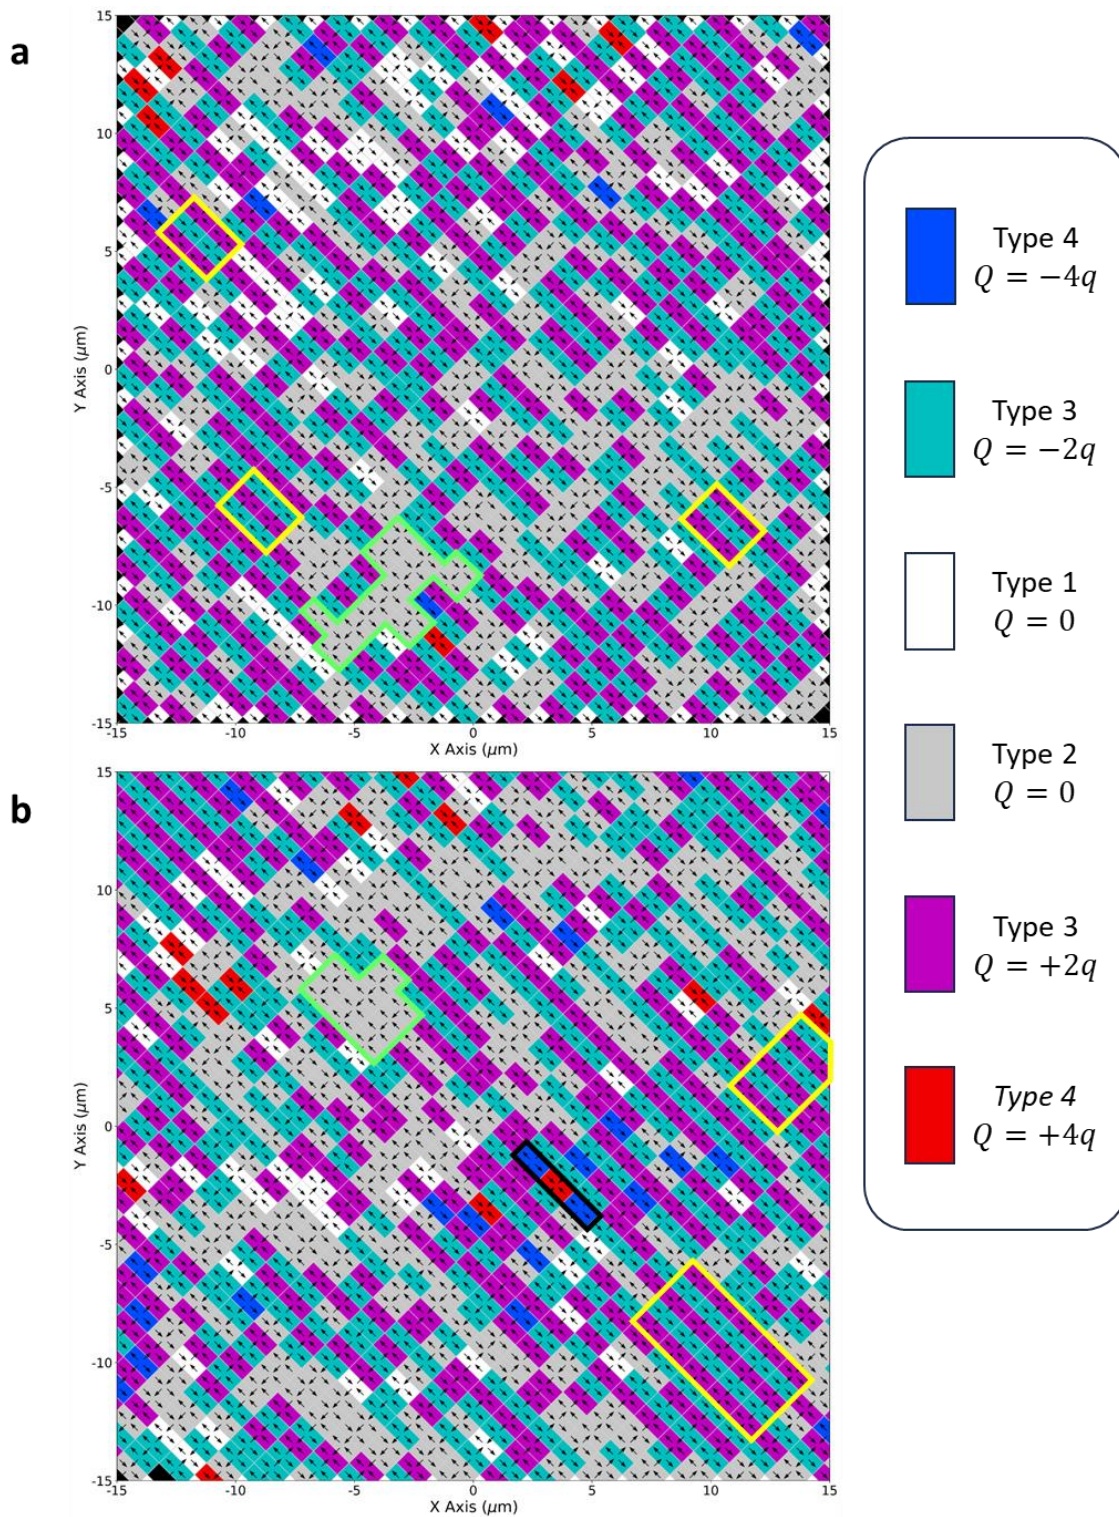 a
15
10
5
0
-5
-10
-15
Y Axis (μm)
-15
-10
-5
0
5
10
15
X Axis (μm)
b
15
10
5
0
-5
-10
-15
Y Axis (μm)
-15
-10
-5
0
5
10
15
X Axis (μm)
Type 4
Q = −4q
Type 3
Q = −2q
Type 1
Q = 0
Type 2
Q = 0
Type 3
Q = +2q
Type 4
Q = +4q